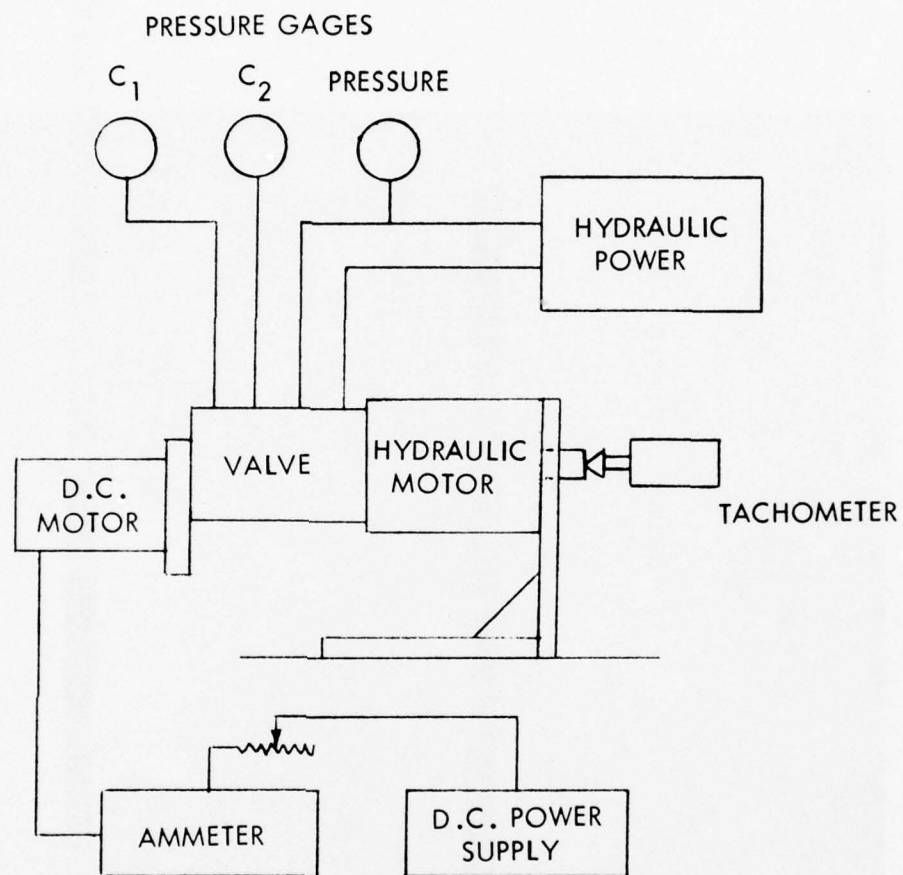 PRESSURE GAGES
C1
C2
PRESSURE
HYDRAULIC
POWER
VALVE
HYDRAULIC
MOTOR
D.C.
MOTOR
TACHOMETER
AMMETER
D.C. POWER
SUPPLY